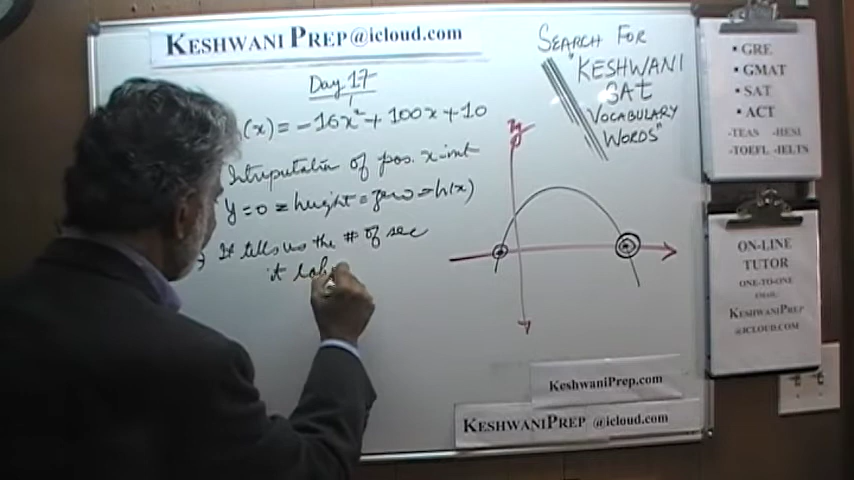 KESHWANI PREP@icloud.com
Day 17
(x) = -16x² + 100x + 10
Intrputation of pos. x-int
y=0 = height = zero = h(x)
→ It tells us the # of sec
it takes
SEARCH FOR
"KESHWANI
SAT
VOCABULARY
WORDS"
y
• GRE
• GMAT
• SAT
• ACT
-TEAS -HESI
-TOEFL -IELTS
ON-LINE
TUTOR
ONE-TO-ONE
EMAIL:
KESHWANIPREP
@ICLOUD.COM
KeshwaniPrep.com
KESHWANIPREP @icloud.com